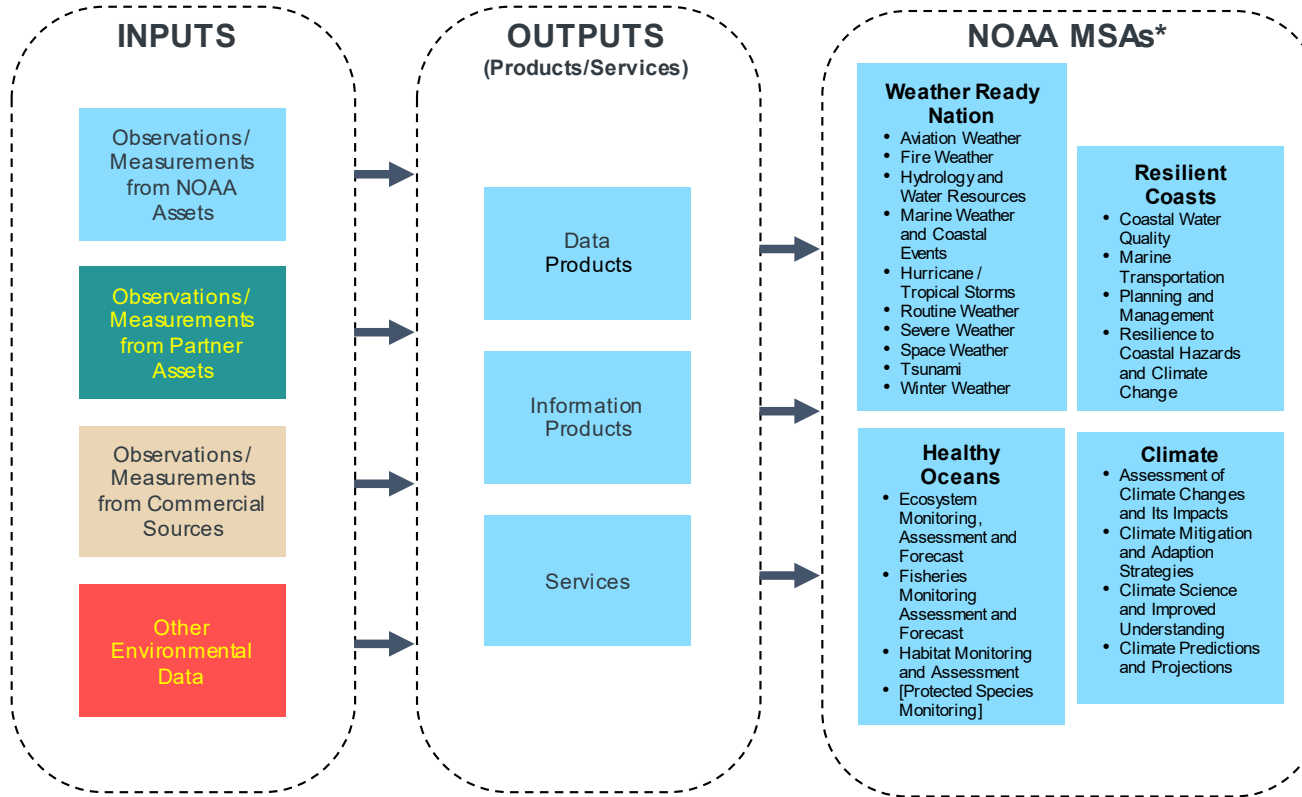 INPUTS
Observations/
Measurements
from NOAA
Assets
Observations/
Measurements
from Partner
Assets
Observations/
Measurements
from Commercial
Sources
Other
Environmental
Data
OUTPUTS
(Products/Services)
Data
Products
Information
Products
Services
NOAA MSAs*
Weather Ready
Nation
• Aviation Weather
• Fire Weather
• Hydrology and
Water Resources
• Marine Weather
and Coastal
Events
• Hurricane /
Tropical Storms
• Routine Weather
• Severe Weather
• Space Weather
• Tsunami
• Winter Weather
Resilient
Coasts
• Coastal Water
Quality
• Marine
Transportation
• Planning and
Management
• Resilience to
Coastal Hazards
and Climate
Change
Healthy
Oceans
• Ecosystem
Monitoring,
Assessment and
Forecast
• Fisheries
Monitoring
Assessment and
Forecast
• Habitat Monitoring
and Assessment
• [Protected Species
Monitoring]
Climate
• Assessment of
Climate Changes
and Its Impacts
• Climate Mitigation
and Adaption
Strategies
• Climate Science
and Improved
Understanding
• Climate Predictions
and Projections